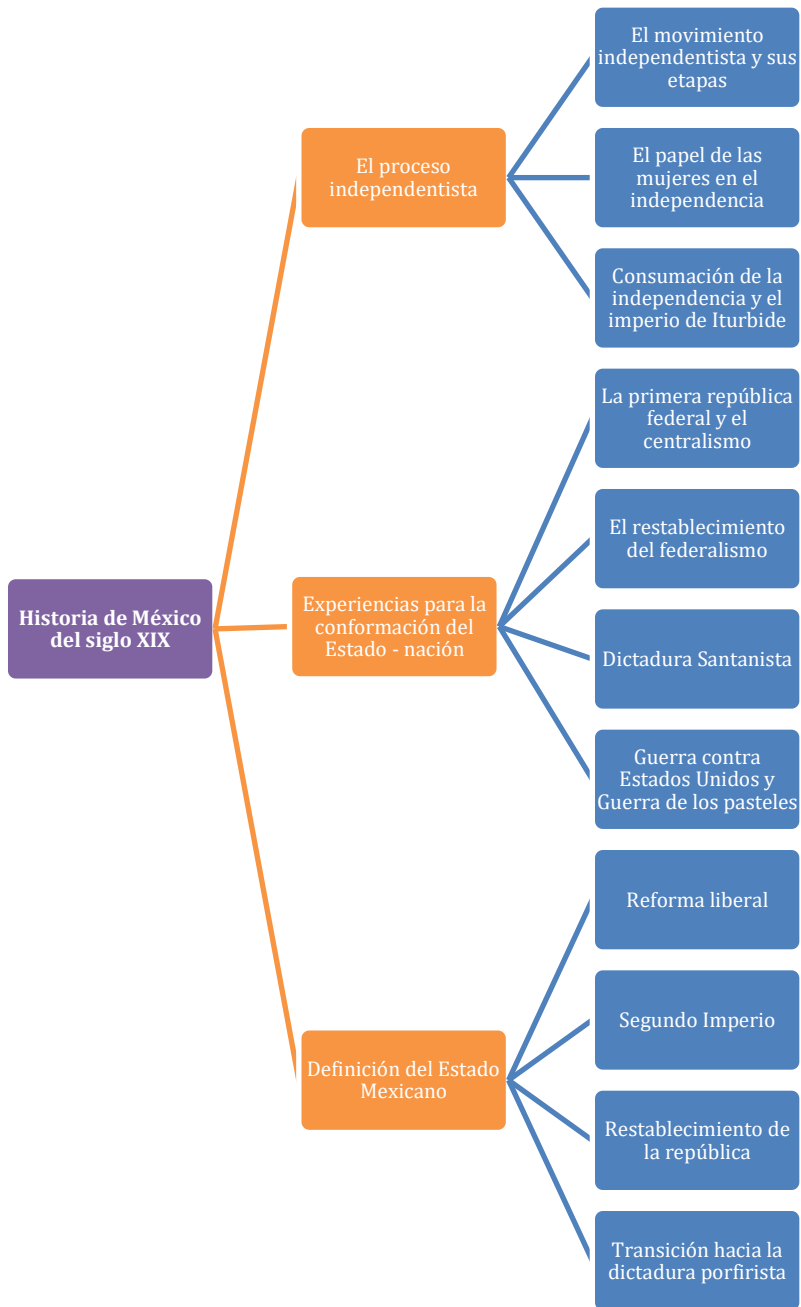 Historia de México
del siglo XIX
El proceso
independentista
El movimiento
independentista y sus
etapas
El papel de las
mujeres en el
independencia
Consumación de la
independencia y el
imperio de Iturbide
Experiencias para la
conformación del
Estado - nación
La primera república
federal y el
centralismo
El restablecimiento
del federalismo
Dictadura Santanista
Guerra contra
Estados Unidos y
Guerra de los pasteles
Definición del Estado
Mexicano
Reforma liberal
Segundo Imperio
Restablecimiento de
la república
Transición hacia la
dictadura porfirista